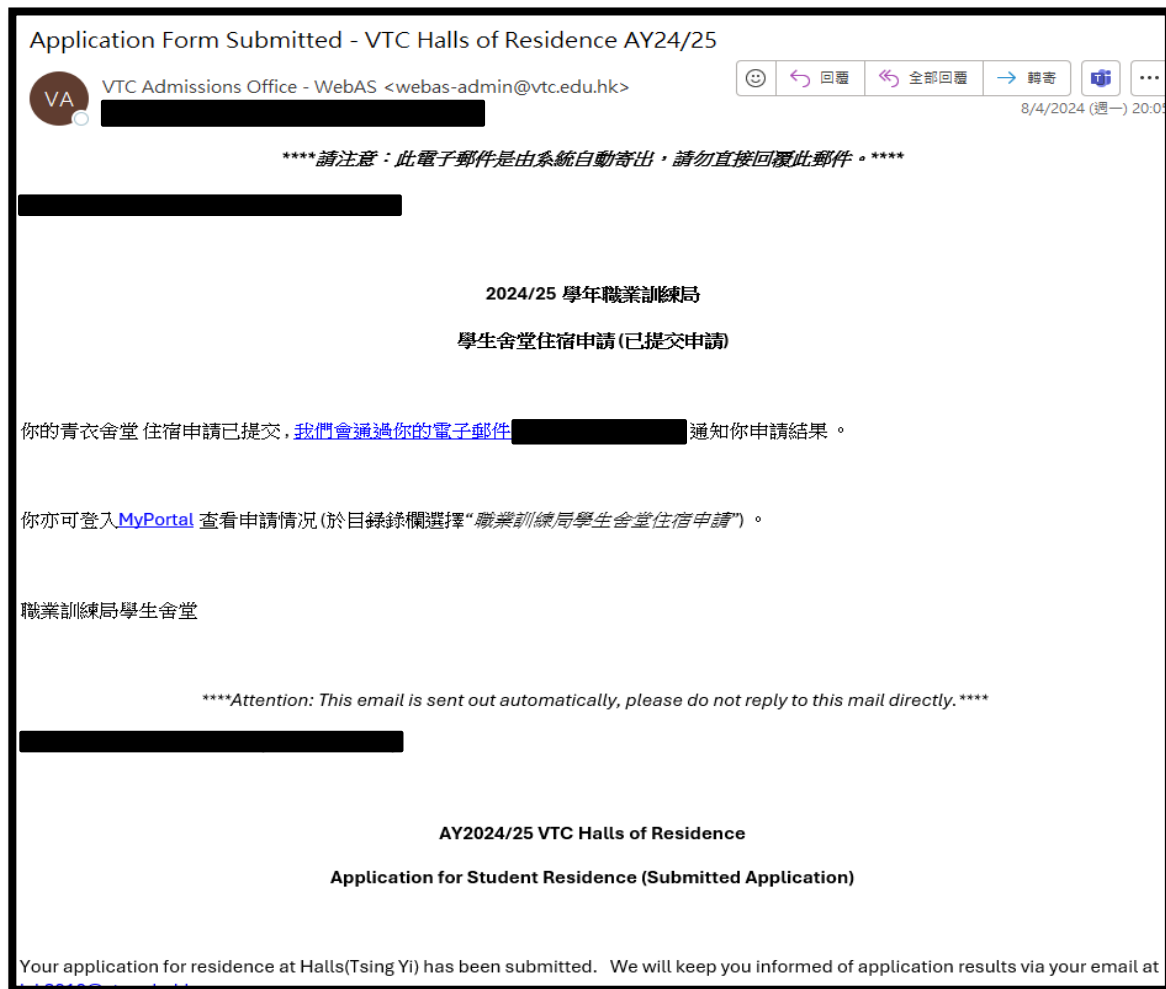 Application Form Submitted - VTC Halls of Residence AY24/25
VA
VTC Admissions Office - WebAS <webas-admin@vtc.edu.hk>
回覆 全部回覆 轉寄
8/4/2024 (週一) 20:05
****請注意：此電子郵件是由系統自動寄出，請勿直接回覆此郵件。****
2024/25 學年職業訓練局
學生舍堂住宿申請 (已提交申請)
你的青衣舍堂 住宿申請已提交 , 我們會通過你的電子郵件 通知你申請結果 。
你亦可登入MyPortal 查看申請情況 (於目錄錄欄選擇“職業訓練局學生舍堂住宿申請”) 。
職業訓練局學生舍堂
****Attention: This email is sent out automatically, please do not reply to this mail directly.****
AY2024/25 VTC Halls of Residence
Application for Student Residence (Submitted Application)
Your application for residence at Halls(Tsing Yi) has been submitted. We will keep you informed of application results via your email at